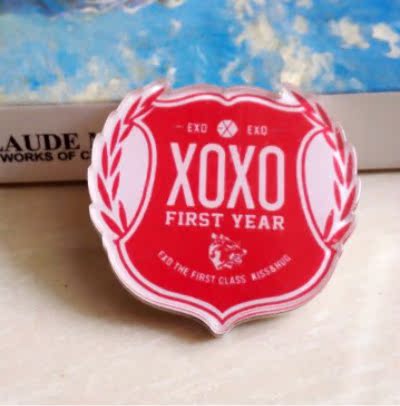 LAUDE M
WORKS OF C
EXO EXO
XOXO
FIRST YEAR
EXO THE FIRST CLASS KISS&HUG